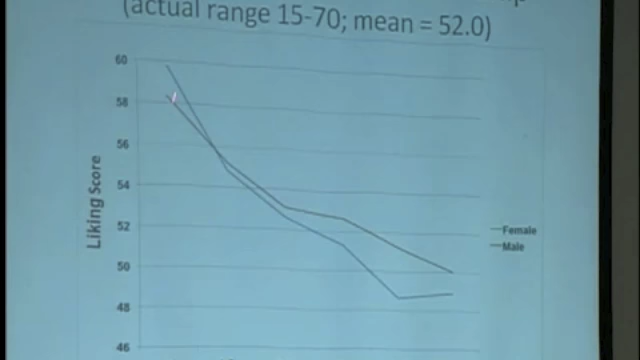 (actual range 15-70; mean = 52.0)
60
58
56
54
52
50
48
46
Liking Score
Female
Male